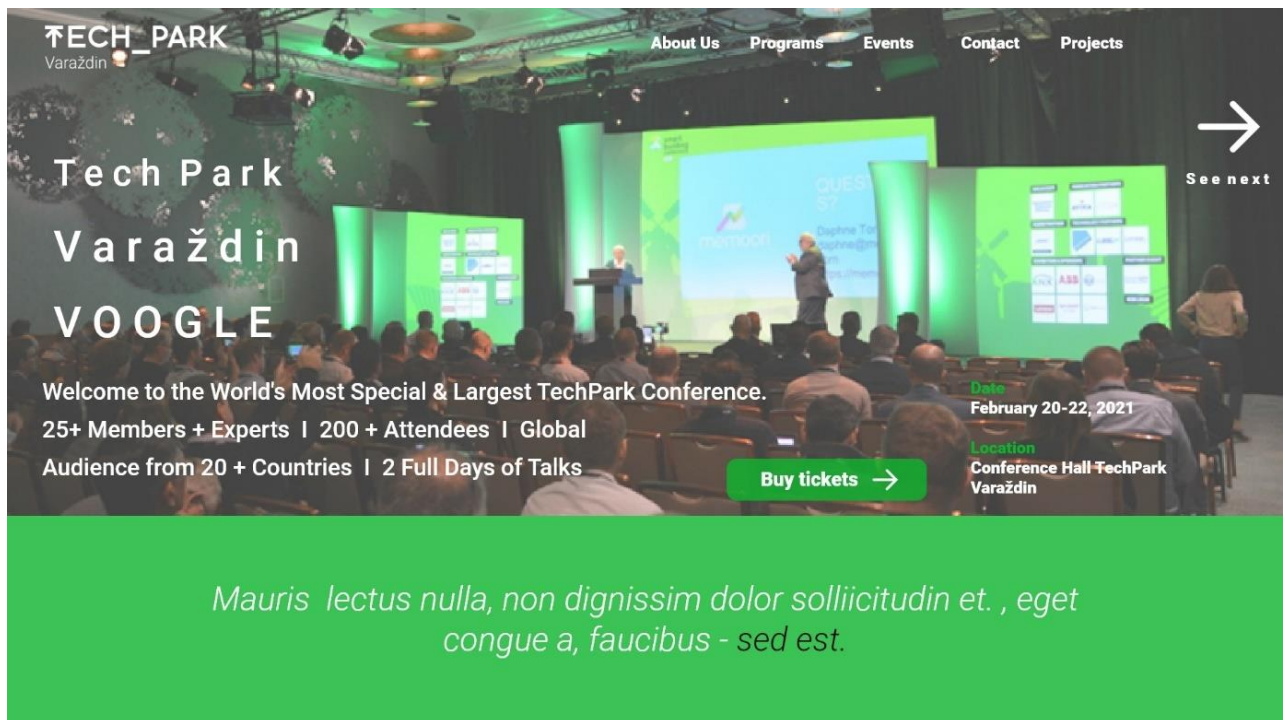 TECH_PARK
Varaždin
About Us Programs Events Contact Projects
See next
Tech Park
Varaždin
VOOGLE
QUEST
S?
memoori
ABB
Welcome to the World's Most Special & Largest TechPark Conference.
25+ Members + Experts I 200 + Attendees I Global
Audience from 20 + Countries I 2 Full Days of Talks
Buy tickets
Date
February 20-22, 2021
Location
Conference Hall TechPark
Varaždin
Mauris lectus nulla, non dignissim dolor solliicitudin et. , eget
congue a, faucibus - sed est.